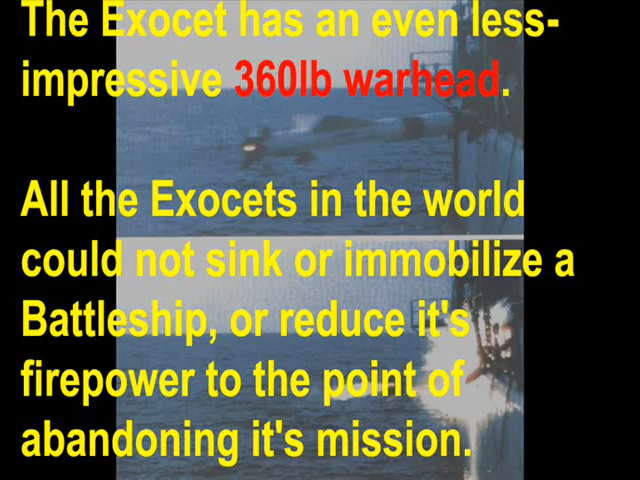 The Exocet has an even less-
impressive 360lb warhead.
All the Exocets in the world
could not sink or immobilize a
Battleship, or reduce it's
firepower to the point of
abandoning it's mission.